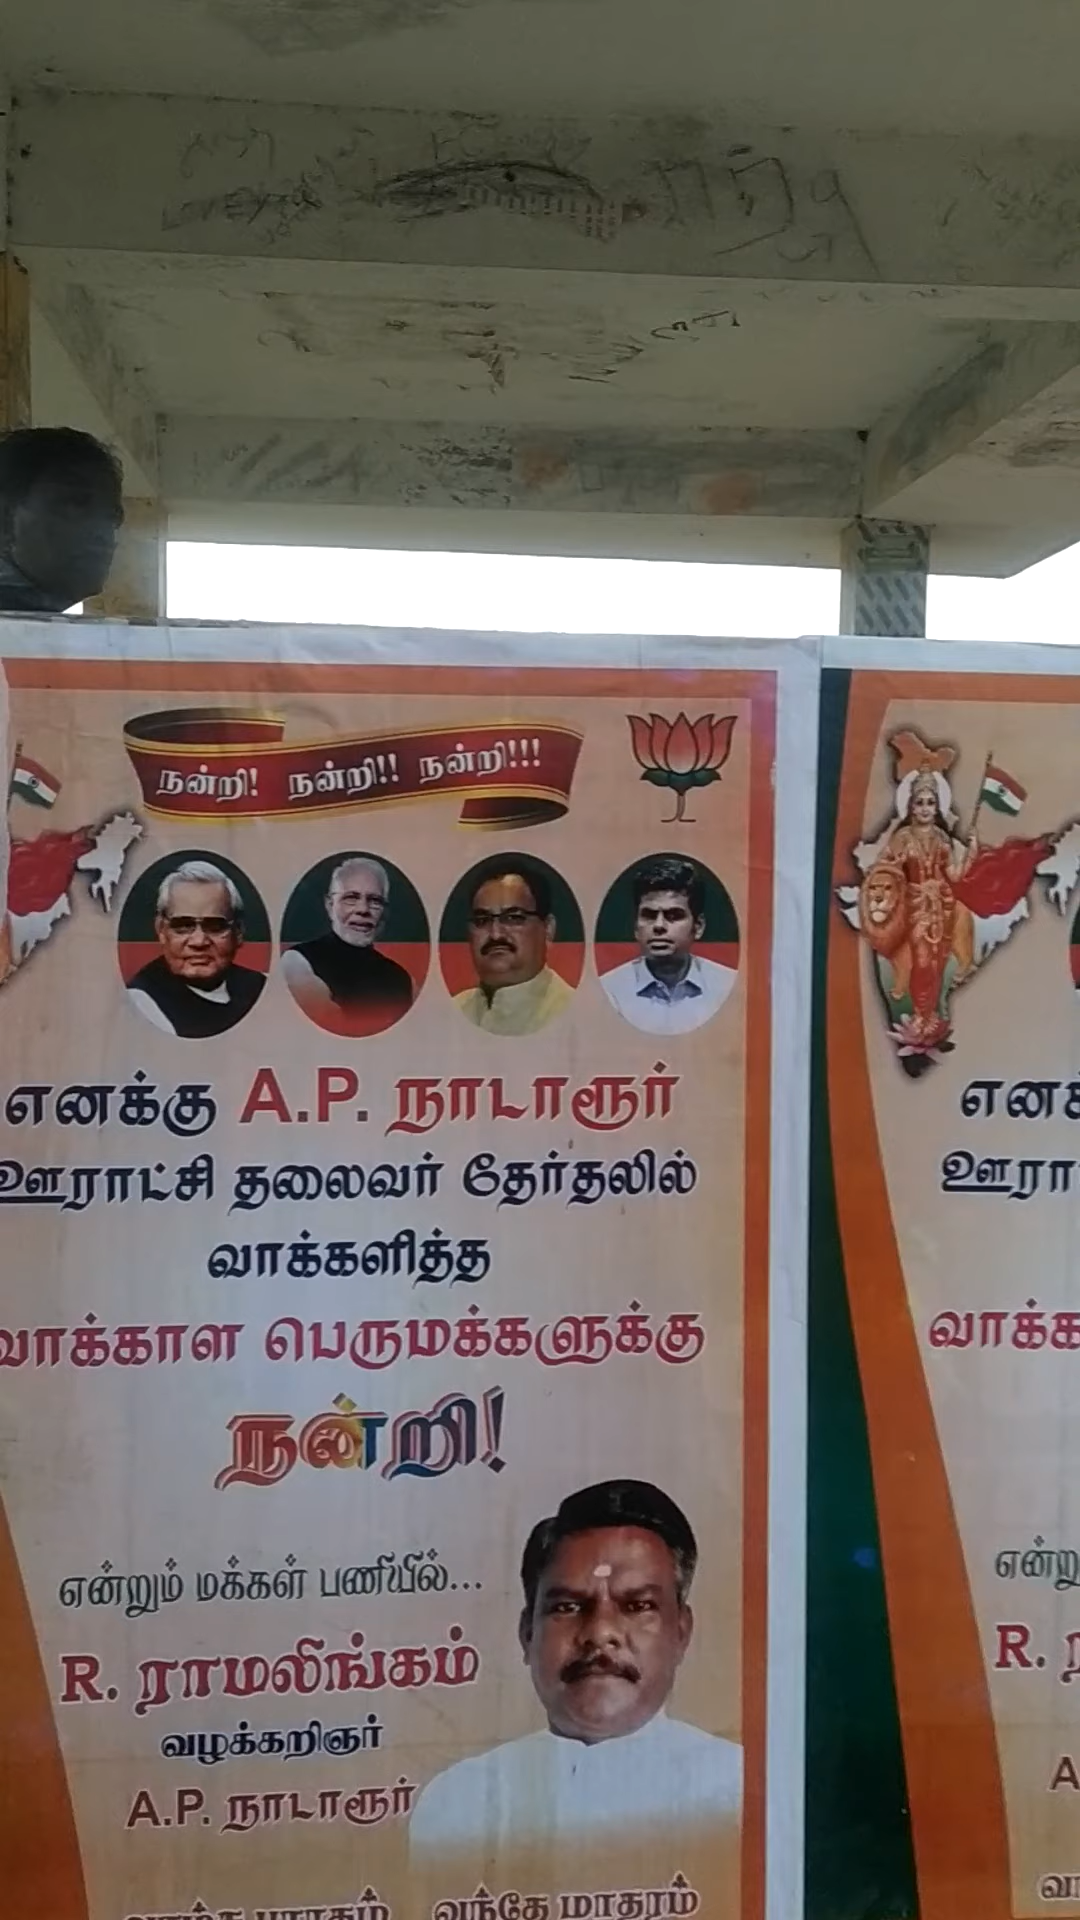 நன்றி! நன்றி!! நன்றி!!!
எனக்கு A.P. நாடாரூர்
ஊராட்சி தலைவர் தேர்தலில்
வாக்களித்த
வாக்காள பெருமக்களுக்கு
நன்றி!
என்றும் மக்கள் பணியில்...
R. ராமலிங்கம்
வழக்கறிஞர்
A.P. நாடாரூர்
வந்தே மாதரம்
எனக்
ஊரா
வாக்க
என்று
R. ர
A
வா